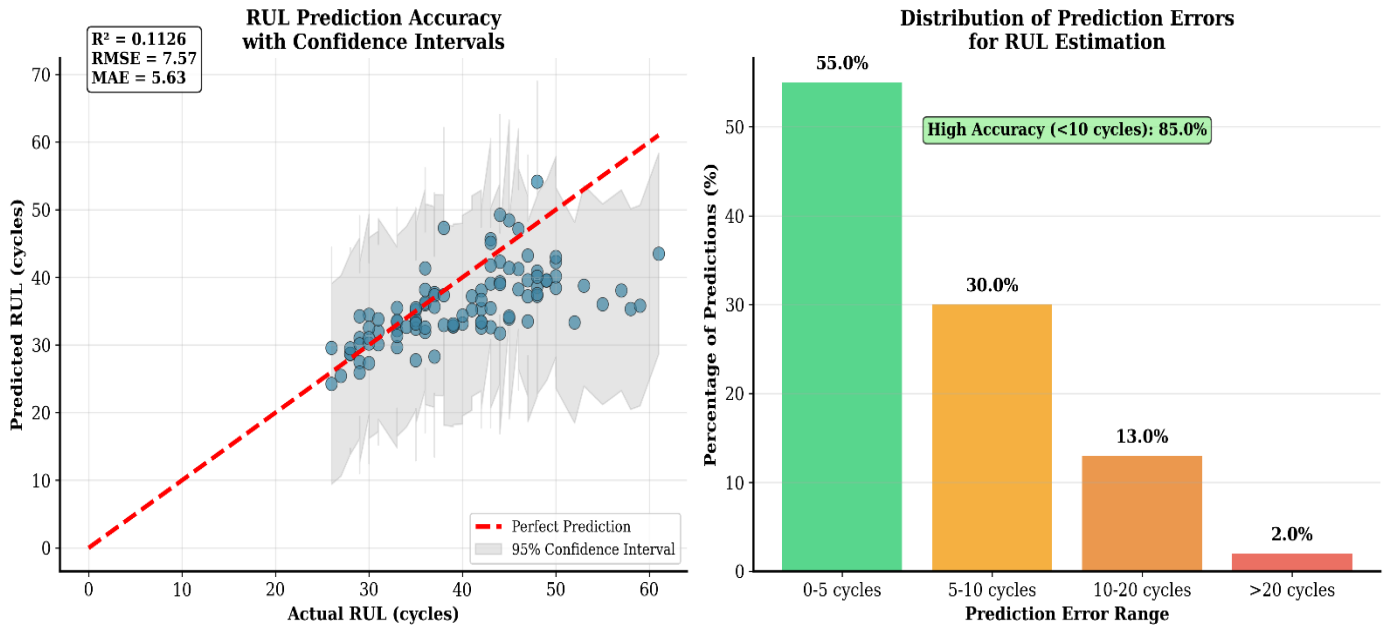 RUL Prediction Accuracy
with Confidence Intervals
R² = 0.1126
RMSE = 7.57
MAE = 5.63
Predicted RUL (cycles)
70
60
50
40
30
20
10
0
0 10 20 30 40 50 60
Actual RUL (cycles)
Perfect Prediction
95% Confidence Interval
Distribution of Prediction Errors
for RUL Estimation
Percentage of Predictions (%)
50
40
30
20
10
0
55.0%
High Accuracy (<10 cycles): 85.0%
30.0%
13.0%
2.0%
0-5 cycles 5-10 cycles 10-20 cycles >20 cycles
Prediction Error Range